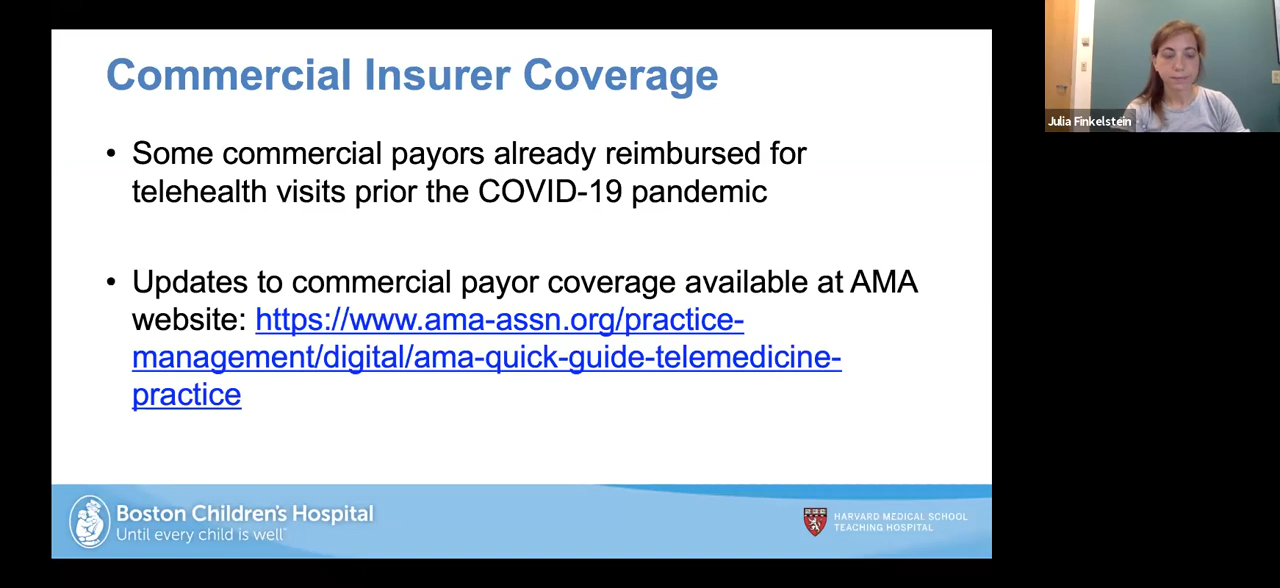 Commercial Insurer Coverage
• Some commercial payors already reimbursed for
telehealth visits prior the COVID-19 pandemic
• Updates to commercial payor coverage available at AMA
website: https://www.ama-assn.org/practice-
management/digital/ama-quick-guide-telemedicine-
practice
Boston Children's Hospital
Until every child is well™
HARVARD MEDICAL SCHOOL
TEACHING HOSPITAL
Julia Finkelstein